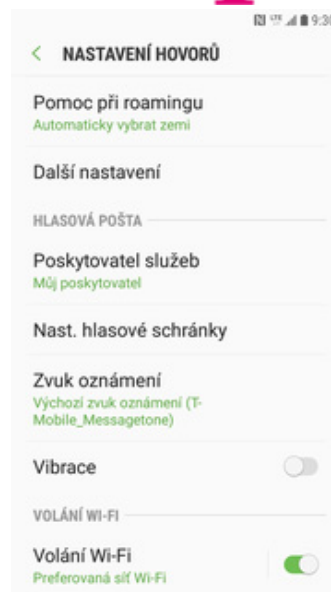 LTE 9:30
< NASTAVENÍ HOVORŮ
Pomoc při roamingu
Automaticky vybrat zemi
Další nastavení
HLASOVÁ POŠTA
Poskytovatel služeb
Můj poskytovatel
Nast. hlasové schránky
Zvuk oznámení
Výchozí zvuk oznámení (T-
Mobile_Messagetone)
Vibrace
VOLÁNÍ WI-FI
Volání Wi-Fi
Preferovaná síť Wi-Fi